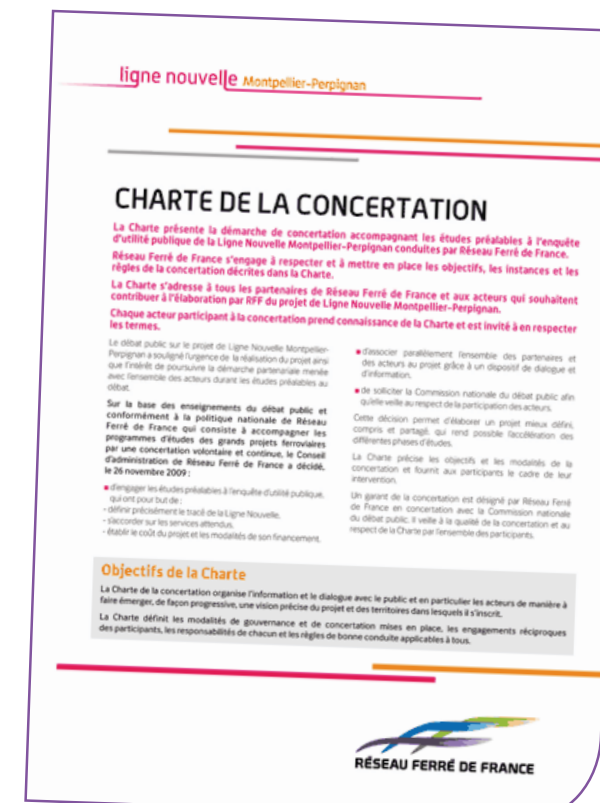 ligne nouvelle Montpellier-Perpignan
CHARTE DE LA CONCERTATION
La Charte présente la démarche de concertation accompagnant les études préalables à l'enquête
d'utilité publique de la Ligne Nouvelle Montpellier-Perpignan conduites par Réseau Ferré de France.
Réseau Ferré de France s'engage à respecter et à mettre en place les objectifs, les instances et les
règles de la concertation décrites dans la Charte.
La Charte s'adresse à tous les partenaires de Réseau Ferré de France et aux acteurs qui souhaitent
contribuer à l'élaboration par RFF du projet de Ligne Nouvelle Montpellier-Perpignan.
Chaque acteur participant à la concertation prend connaissance de la Charte et est invité à en respecter
les termes.
Le débat public sur le projet de Ligne Nouvelle Montpellier-
Perpignan a souligné l'urgence de la réalisation du projet ainsi
que l'intérêt de poursuivre la démarche partenariale menée
avec l'ensemble des acteurs durant les études préalables au
débat.
Sur la base des enseignements du débat public et
conformément à la politique nationale de Réseau
Ferré de France qui consiste à accompagner les
programmes d'études des grands projets ferroviaires
par une concertation volontaire et continue, le Conseil
d'administration de Réseau Ferré de France a décidé,
le 26 novembre 2009 :
■ d'engager les études préalables à l'enquête d'utilité publique,
qui ont pour but de :
- définir précisément le tracé de la Ligne Nouvelle,
- s'accorder sur les services attendus,
- établir le coût du projet et les modalités de son financement.
■ d'associer parallèlement l'ensemble des partenaires et
des acteurs au projet grâce à un dispositif de dialogue et
d'information.
■ de solliciter la Commission nationale du débat public afin
qu'elle veille au respect de la participation des acteurs.
Cette décision permet d'élaborer un projet mieux défini,
compris et partagé, qui rend possible l'accélération des
différentes phases d'études.
La Charte précise les objectifs et les modalités de la
concertation et fournit aux participants le cadre de leur
intervention.
Un garant de la concertation est désigné par Réseau Ferré
de France en concertation avec la Commission nationale
du débat public. Il veille à la qualité de la concertation et au
respect de la Charte par l'ensemble des participants.
Objectifs de la Charte
La Charte de la concertation organise l'information et le dialogue avec le public et en particulier les acteurs de manière à
faire émerger, de façon progressive, une vision précise du projet et des territoires dans lesquels il s'inscrit.
La Charte définit les modalités de gouvernance et de concertation mises en place, les engagements réciproques
des participants, les responsabilités de chacun et les règles de bonne conduite applicables à tous.
RÉSEAU FERRÉ DE FRANCE